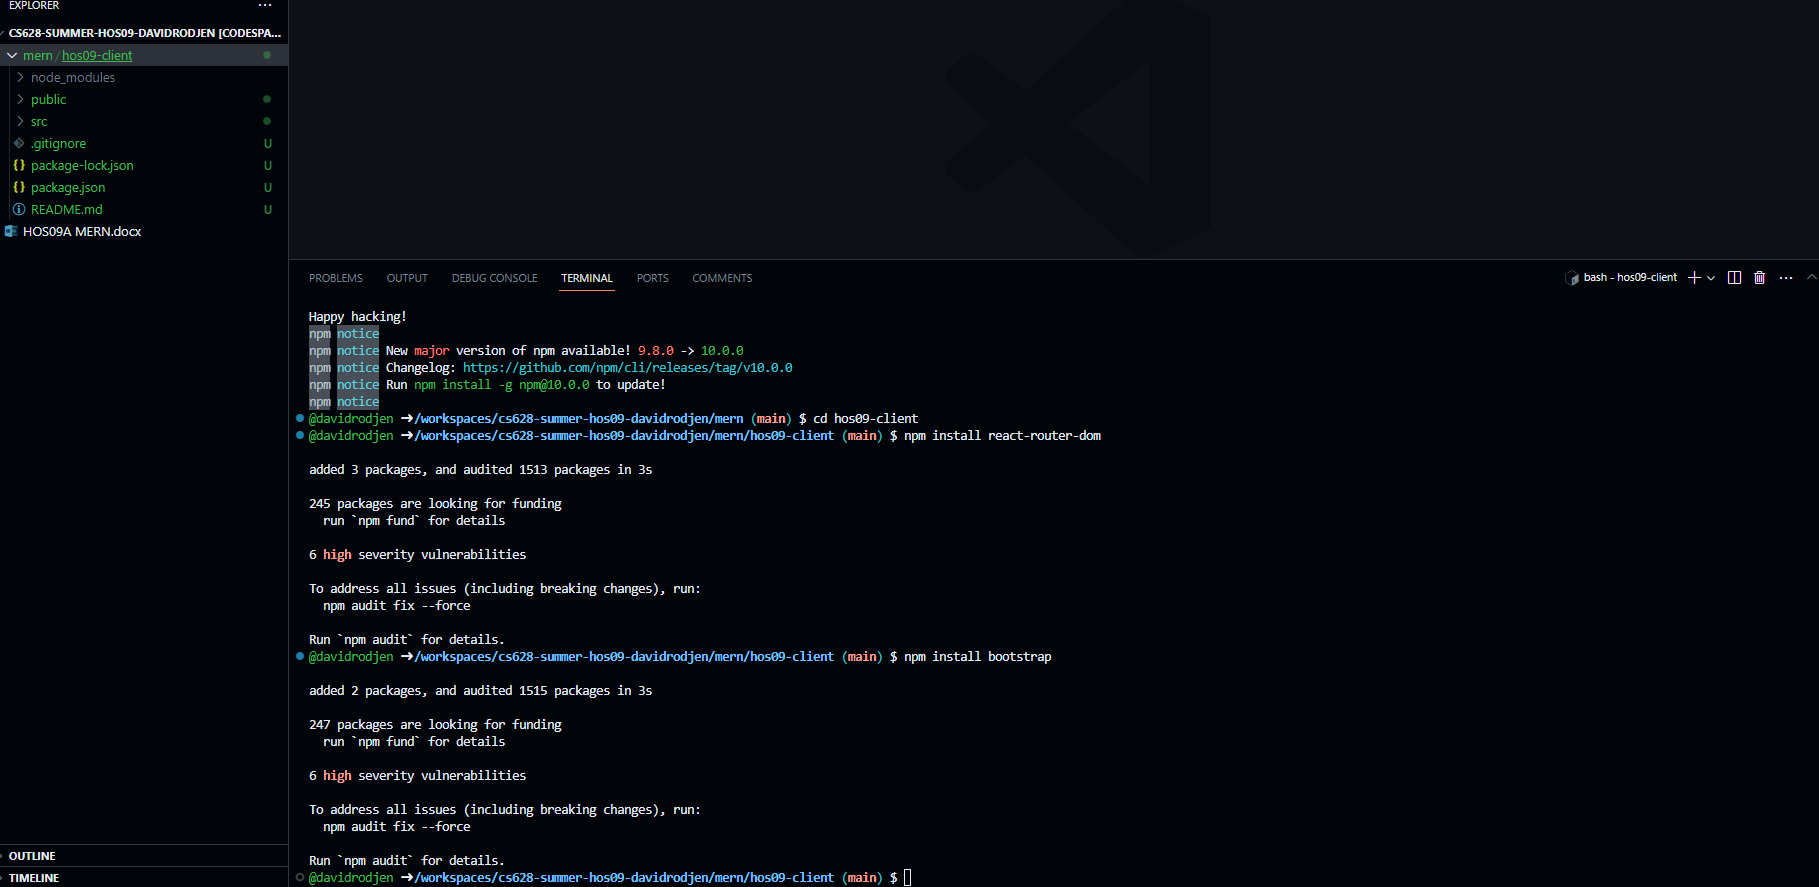 EXPLORER
CS628-SUMMER-HOS09-DAVIDRODJEN [CODESPA...
mern / hos09-client
node_modules
public
src
.gitignore U
package-lock.json U
package.json U
README.md U
HOS09A MERN.docx
OUTLINE
TIMELINE
PROBLEMS OUTPUT DEBUG CONSOLE TERMINAL PORTS COMMENTS
bash - hos09-client
Happy hacking!
npm notice
npm notice New major version of npm available! 9.8.0 -> 10.0.0
npm notice Changelog: https://github.com/npm/cli/releases/tag/v10.0.0
npm notice Run npm install -g npm@10.0.0 to update!
npm notice
@davidrodjen ➜/workspaces/cs628-summer-hos09-davidrodjen/mern (main) $ cd hos09-client
@davidrodjen ➜/workspaces/cs628-summer-hos09-davidrodjen/mern/hos09-client (main) $ npm install react-router-dom
added 3 packages, and audited 1513 packages in 3s
245 packages are looking for funding
run `npm fund` for details
6 high severity vulnerabilities
To address all issues (including breaking changes), run:
npm audit fix --force
Run `npm audit` for details.
@davidrodjen ➜/workspaces/cs628-summer-hos09-davidrodjen/mern/hos09-client (main) $ npm install bootstrap
added 2 packages, and audited 1515 packages in 3s
247 packages are looking for funding
run `npm fund` for details
6 high severity vulnerabilities
To address all issues (including breaking changes), run:
npm audit fix --force
Run `npm audit` for details.
@davidrodjen ➜/workspaces/cs628-summer-hos09-davidrodjen/mern/hos09-client (main) $